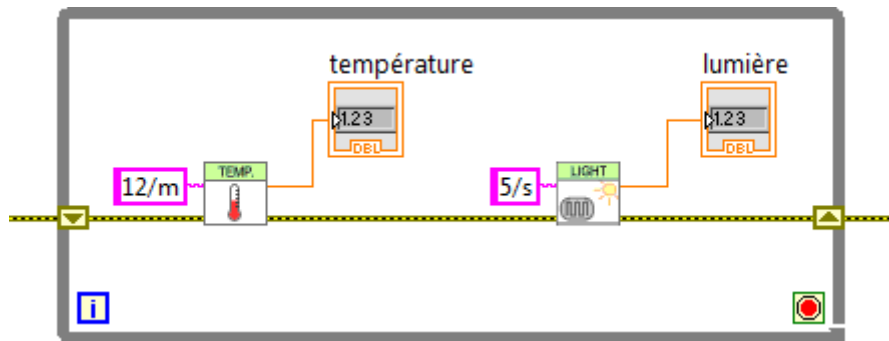 température
lumière
1.23
1.23
DBL
DBL
TEMP.
LIGHT
12/m
5/s
i